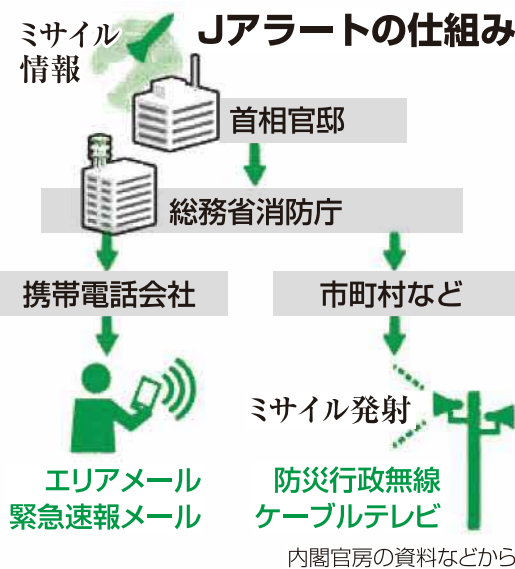 Jアラートの仕組み
ミサイル
情報
首相官邸
総務省消防庁
携帯電話会社
市町村など
ミサイル発射
エリアメール
緊急速報メール
防災行政無線
ケーブルテレビ
内閣官房の資料などから